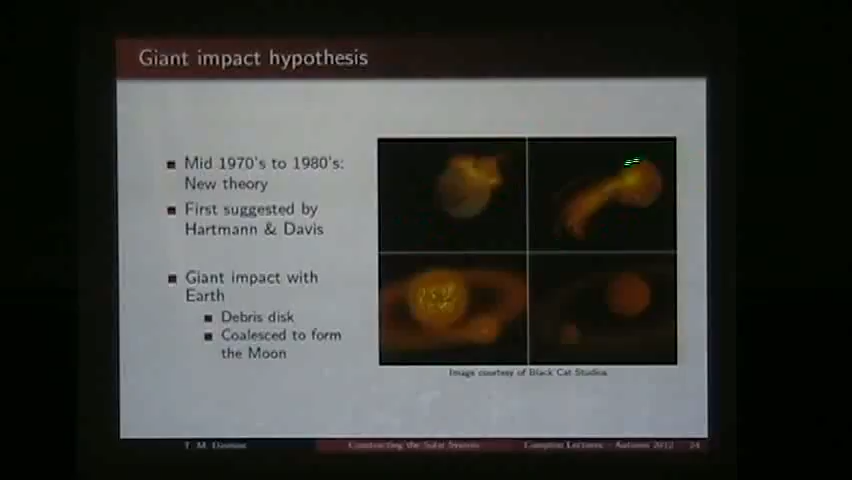 Giant impact hypothesis
Mid 1970's to 1980's:
New theory
First suggested by
Hartmann & Davis
Giant impact with
Earth
Debris disk
Coalesced to form
the Moon
Image courtesy of Black Cat Studios
T. M.
Constructing the Solar System
Compton Lectures - Autumn 2012 24